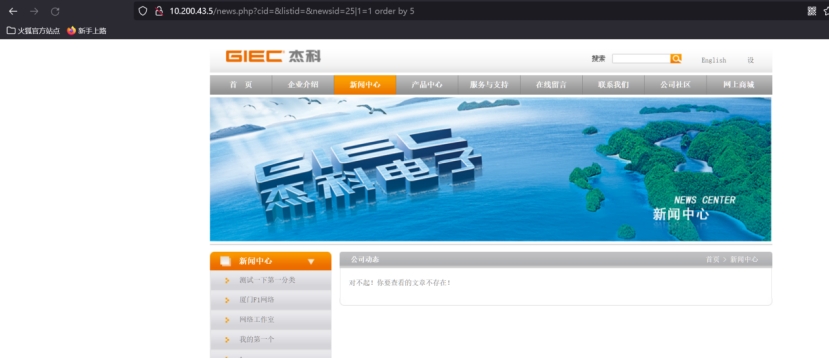 10.200.43.5/news.php?cid=&listid=&newsid=25|1=1 order by 5
火狐官方站点 新手上路
GIEC 杰科
搜索 English 设
首 页 企业介绍 新闻中心 产品中心 服务与支持 在线留言 联系我们 公司社区 网上商城
GIEC
杰科电子
NEWS CENTER
新闻中心
新闻中心
公司动态 首页 > 新闻中心
测试一下第一分类
对不起！你要查看的文章不存在！
厦门F1网络
网络工作室
我的第一个